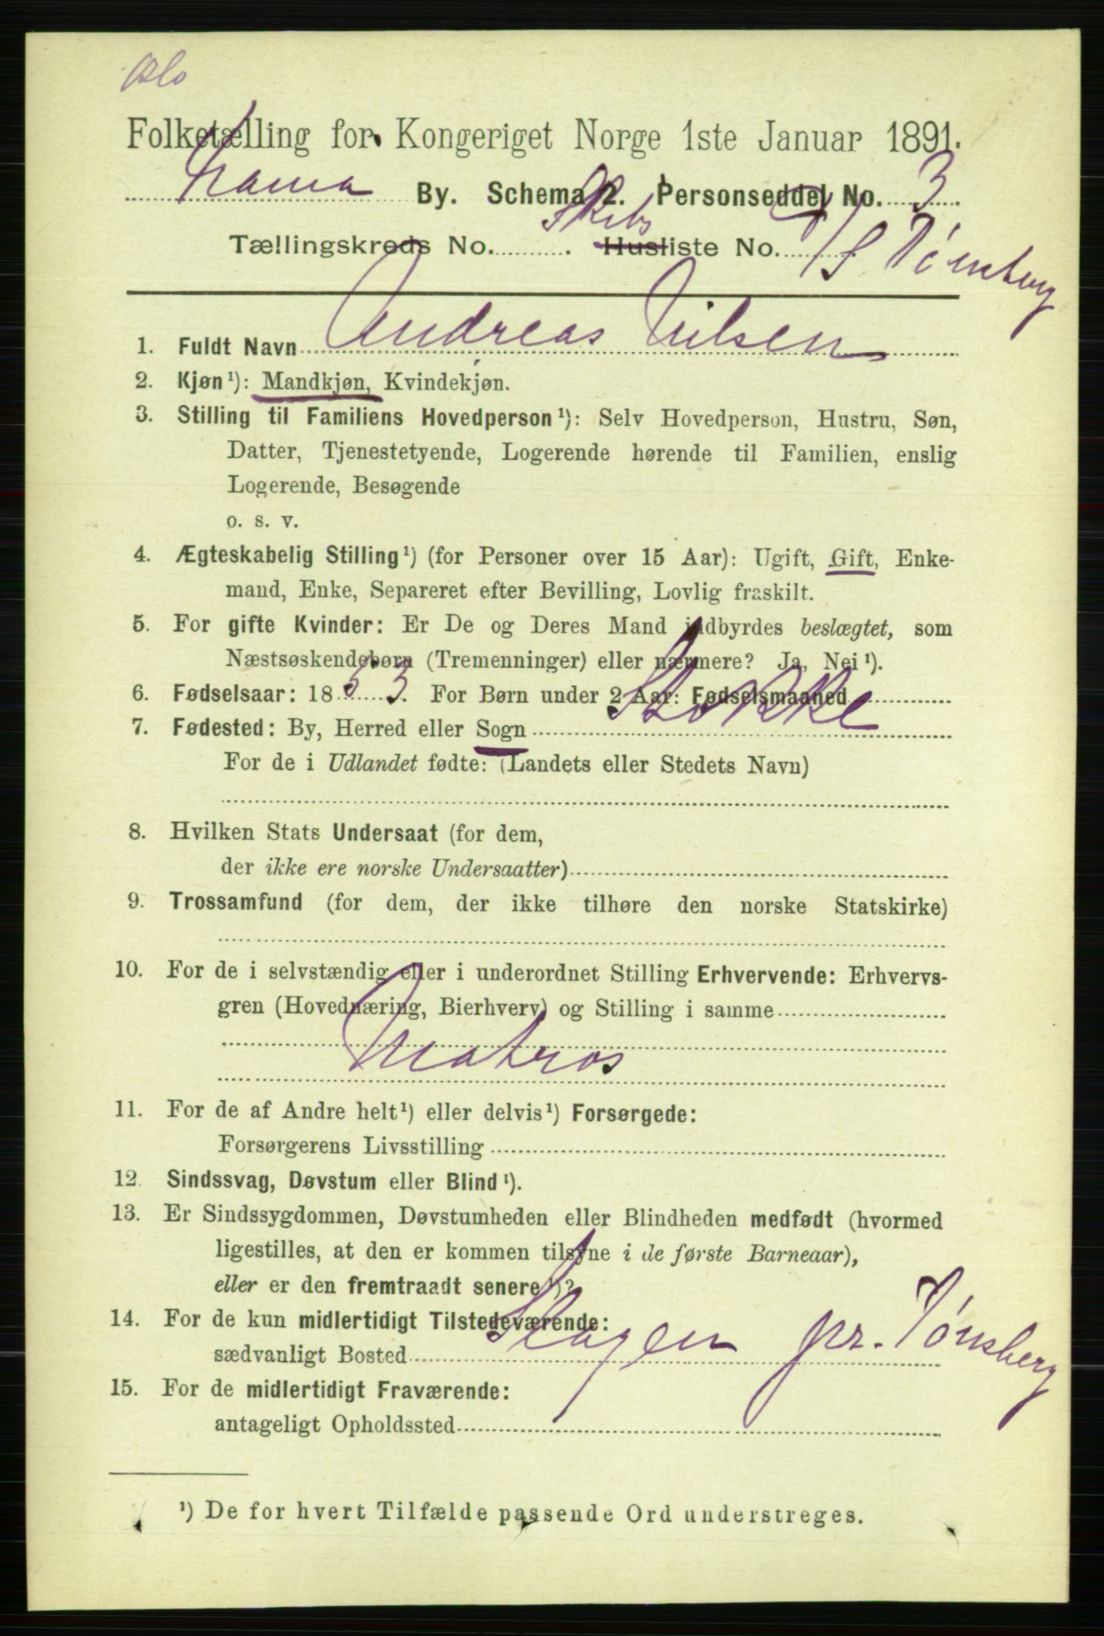 Oslo
Folketælling for Kongeriget Norge 1ste Januar 1891.
Xania By. Schema 2. Personseddel No. 3
Tællingskreds No. . Skibs Husliste No. D/S Tønsberg
1. Fuldt Navn Andreas Nilsen
2. Kjøn¹): Mandkjøn, Kvindekjøn.
3. Stilling til Familiens Hovedperson¹): Selv Hovedperson, Hustru, Søn,
Datter, Tjenestetyende, Logerende hørende til Familien, enslig
Logerende, Besøgende
o. s. v.
4. Ægteskabelig Stilling¹) (for Personer over 15 Aar): Ugift, Gift, Enke-
mand, Enke, Separeret efter Bevilling, Lovlig fraskilt.
5. For gifte Kvinder: Er De og Deres Mand indbyrdes beslægtet, som
Næstsøskendebørn (Tremenninger) eller nærmere? Ja, Nei¹).
6. Fødselsaar: 1853. For Børn under 2 Aar: Fødselsmaaned
7. Fødested: By, Herred eller Sogn Stokke
For de i Udlandet fødte: (Landets eller Stedets Navn)
8. Hvilken Stats Undersaat (for dem,
der ikke ere norske Undersaatter)
9. Trossamfund (for dem, der ikke tilhøre den norske Statskirke)
10. For de i selvstændig eller i underordnet Stilling Erhvervende: Erhvervs-
gren (Hovednæring, Bierhverv) og Stilling i samme
Matros
11. For de af Andre helt¹) eller delvis¹) Forsørgede:
Forsørgerens Livsstilling
12. Sindssvag, Døvstum eller Blind¹).
13. Er Sindssygdommen, Døvstumheden eller Blindheden medfødt (hvormed
ligestilles, at den er kommen tilsyne i de første Barneaar),
eller er den fremtraadt senere¹)?
14. For de kun midlertidigt Tilstedeværende:
sædvanligt Bosted Slagen pr. Tønsberg
15. For de midlertidigt Fraværende:
antageligt Opholdssted
¹) De for hvert Tilfælde passende Ord understreges.